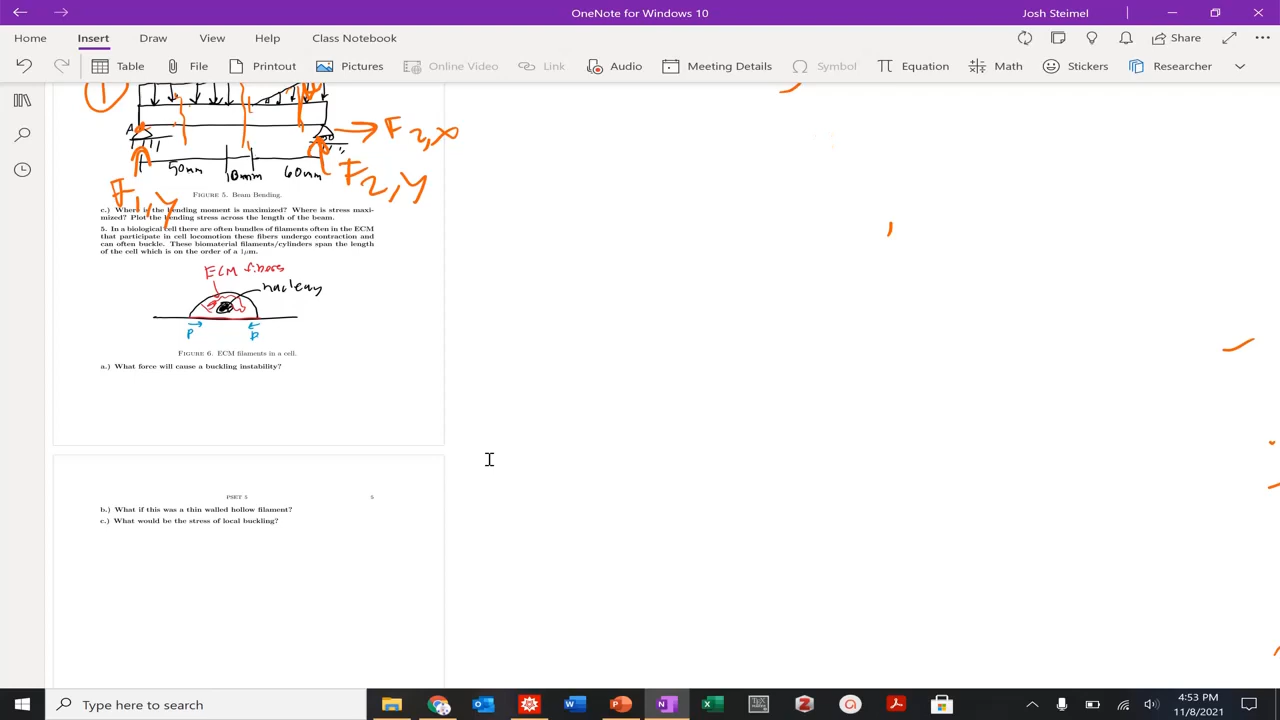 OneNote for Windows 10
Josh Steimel
Home Insert Draw View Help Class Notebook
Share
Table File Printout Pictures Online Video Link Audio Meeting Details Symbol Equation Math Stickers Researcher
1
A
F2,x
50mm 10mm 60mm
F1,y
F2,y
FIGURE 5. Beam Bending.
c.) Where is the bending moment is maximized? Where is stress maxi-
mized? Plot the bending stress across the length of the beam.
5. In a biological cell there are often bundles of filaments often in the ECM
that participate in cell locomotion these fibers undergo contraction and
can often buckle. These biomaterial filaments/cylinders span the length
of the cell which is on the order of a 1μm.
ECM fibers
nucleus
P P
FIGURE 6. ECM filaments in a cell.
a.) What force will cause a buckling instability?
PSET 5 5
b.) What if this was a thin walled hollow filament?
c.) What would be the stress of local buckling?
Type here to search
4:53 PM
11/8/2021